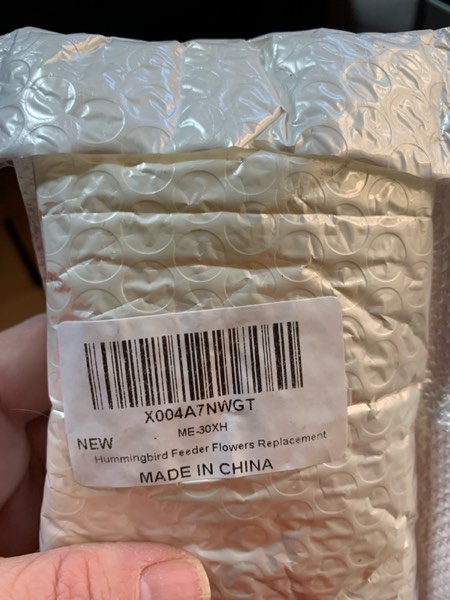 X004A7NWGT
ME-30XH
NEW
Hummingbird Feeder Flowers Replacement
MADE IN CHINA